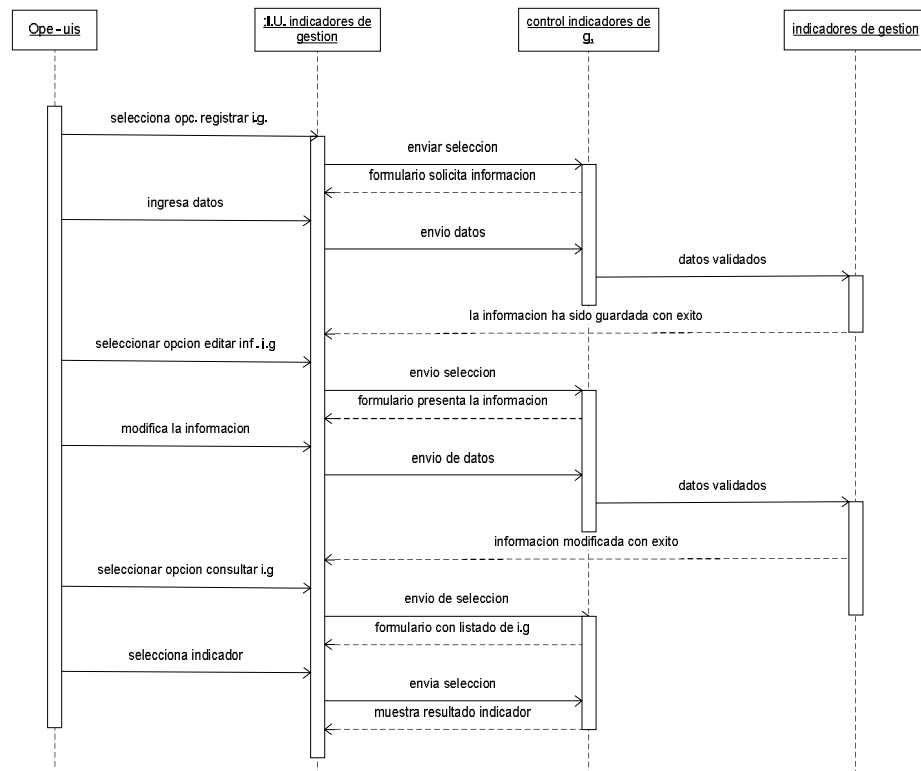 Ope-uis
:I.U. indicadores de
gestion
control indicadores de
g,
indicadores de gestion
selecciona opc. registrar i.g.
enviar seleccion
formulario solicita informacion
ingresa datos
envio datos
datos validados
la informacion ha sido guardada con exito
seleccionar opcion editar inf. i.g
envio seleccion
formulario presenta la informacion
modifica la informacion
envio de datos
datos validados
informacion modificada con exito
seleccionar opcion consultar i.g
envio de seleccion
formulario con listado de i.g
selecciona indicador
envia seleccion
muestra resultado indicador